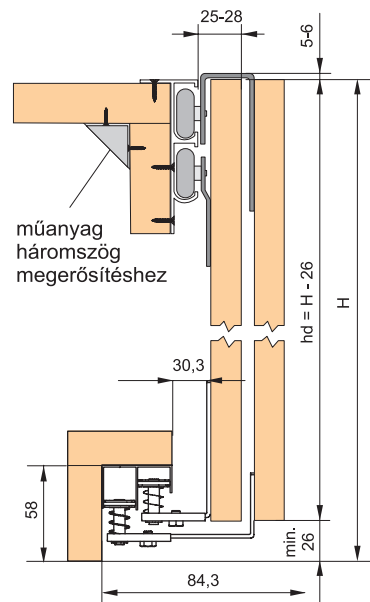 25-28
5-6
műanyag
háromszög
megerősítéshez
hd = H - 26
H
30,3
58
min.
26
84,3